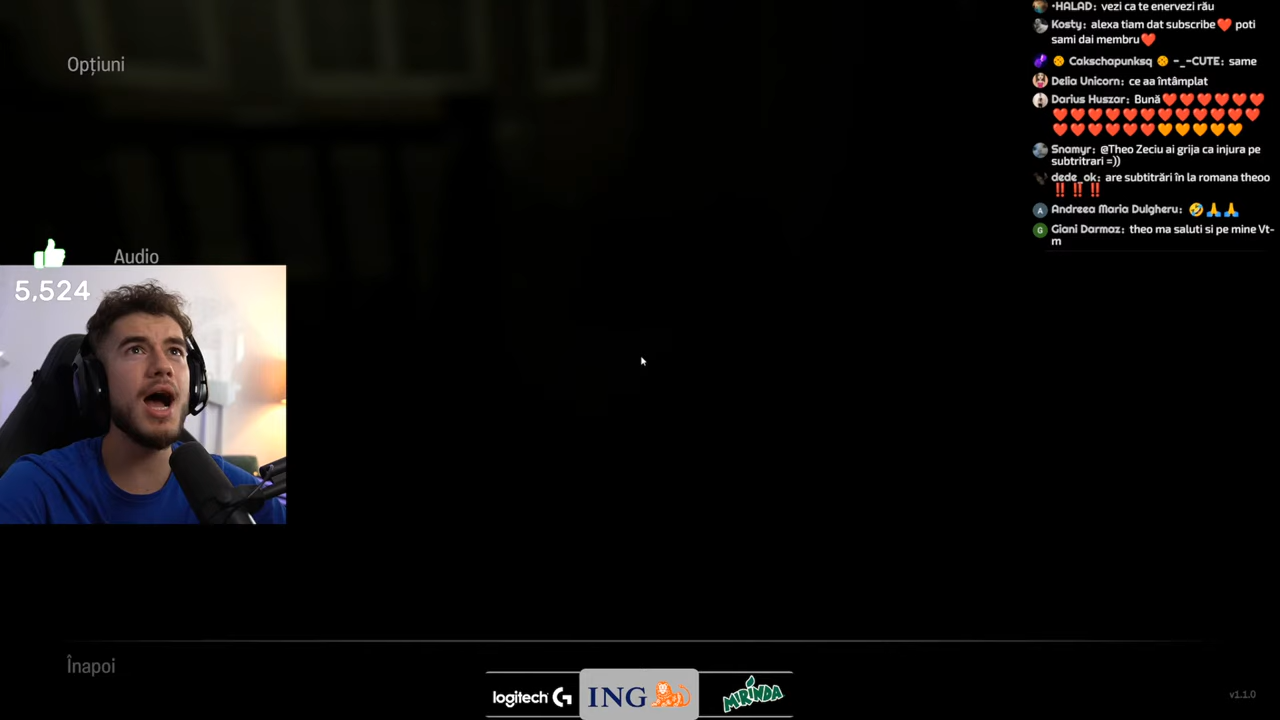 Opțiuni
Audio
5,524
Înapoi
logitech G
ING
MIRINDA
v1.1.0
•HALAD: vezi ca te enervezi rău
Kosty: alexa tiam dat subscribe❤️ poti
sami dai membru❤️
Cakschapunksq -_-CUTE: same
Delia Unicorn: ce aa întâmplat
Darius Huszar: Bună❤️❤️❤️❤️❤️❤️
❤️❤️❤️❤️❤️❤️❤️❤️❤️❤️❤️❤️
❤️❤️❤️❤️❤️❤️🧡🧡🧡🧡🧡
Snamyr: @Theo Zeciu ai grija ca injura pe
subtritrari =))
dede_ok: are subtitrări în la romana theoo
‼️ ‼️ ‼️
A Andreea Maria Dulgheru: 🤣🙏🙏
G Giani Darmaz: theo ma saluti si pe mine Vt-
m